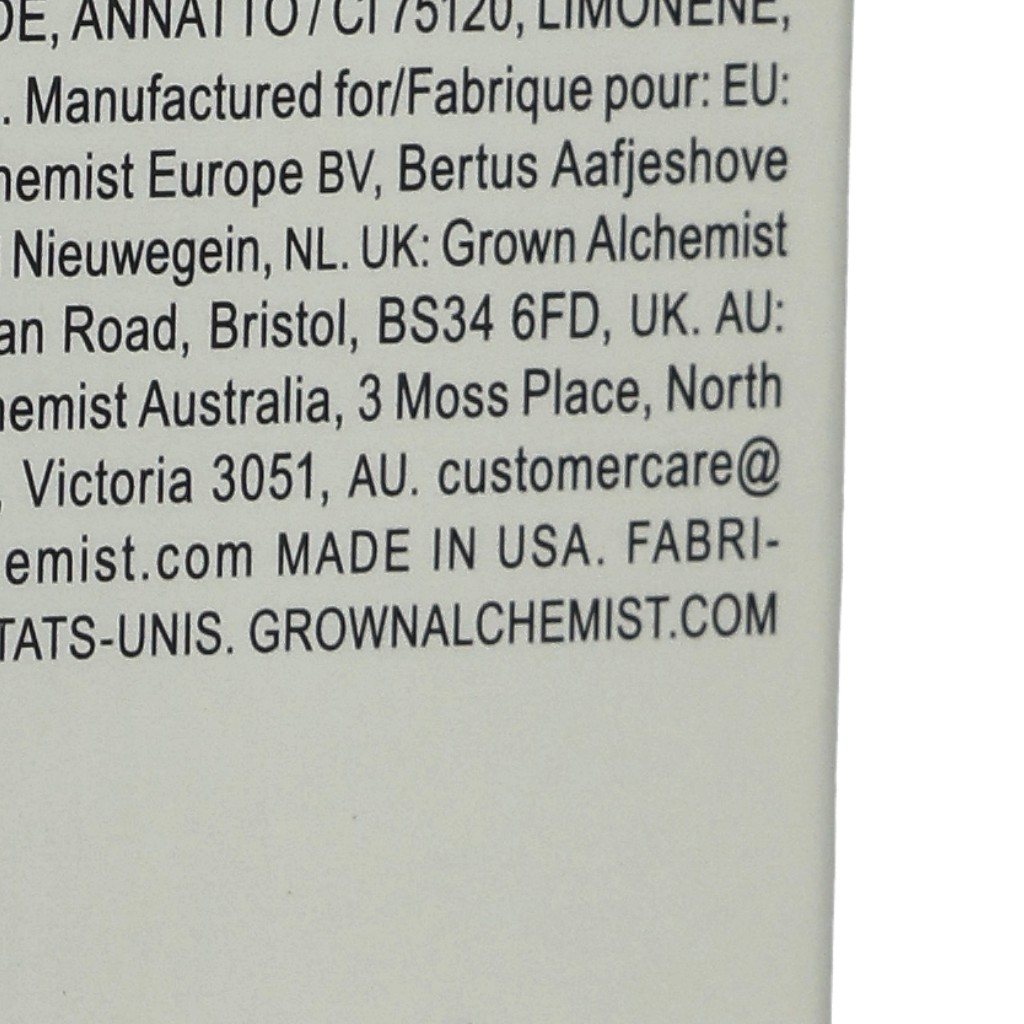 DE, ANNATTO / CI 75120, LIMONENE,
. Manufactured for/Fabrique pour: EU:
hemist Europe BV, Bertus Aafjeshove
Nieuwegein, NL. UK: Grown Alchemist
an Road, Bristol, BS34 6FD, UK. AU:
hemist Australia, 3 Moss Place, North
, Victoria 3051, AU. customercare@
emist.com MADE IN USA. FABRI-
TATS-UNIS. GROWNALCHEMIST.COM